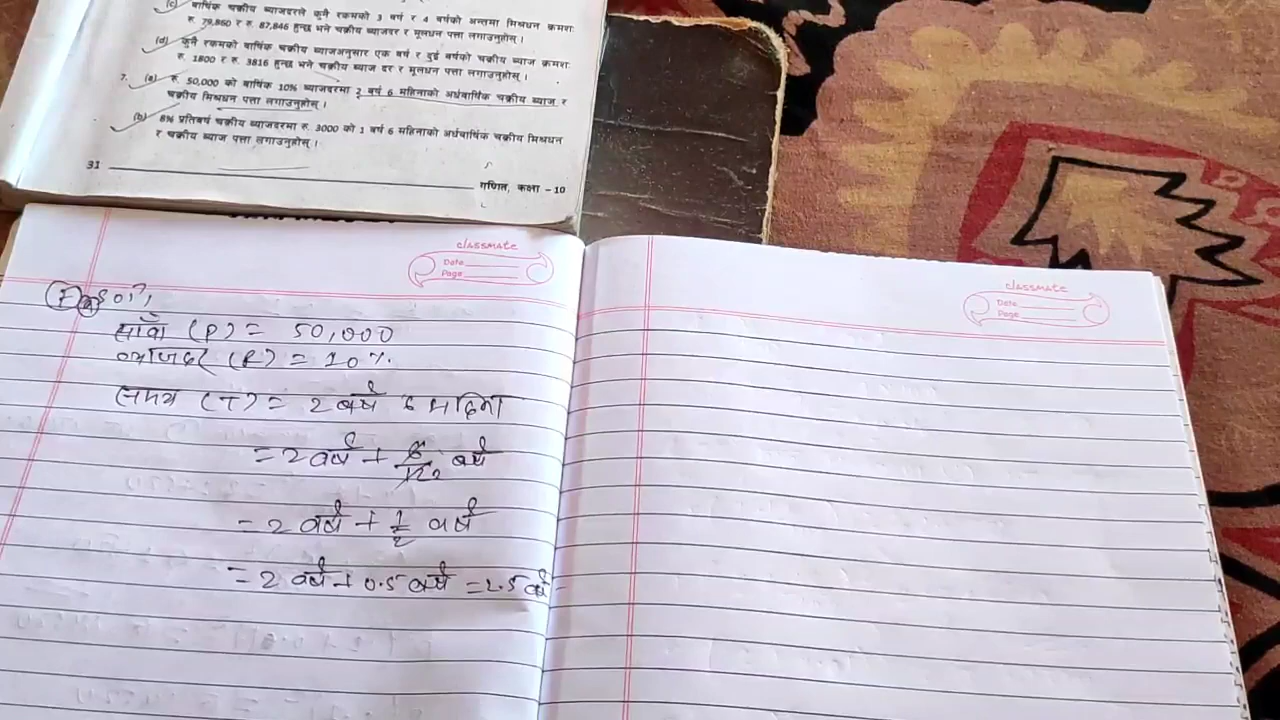 (c) वार्षिक चक्रीय ब्याजदरले कुनै रकमको 3 वर्ष र 4 वर्षको अन्तमा मिश्रधन क्रमशः
रु. 79,860 र रु. 87,846 हुन्छ भने चक्रीय ब्याजदर र मूलधन पत्ता लगाउनुहोस् ।
(d) कुनै रकमको वार्षिक चक्रीय ब्याजअनुसार एक वर्ष र दुई वर्षको चक्रीय ब्याज क्रमशः
रु. 1800 र रु. 3816 हुन्छ भने चक्रीय ब्याज दर र मूलधन पत्ता लगाउनुहोस् ।
7. (a) रु. 50,000 को वार्षिक 10% ब्याजदरमा 2 वर्ष 6 महिनाको अर्धवार्षिक चक्रीय ब्याज र
चक्रीय मिश्रधन पत्ता लगाउनुहोस् ।
(b) 8% प्रतिवर्ष चक्रीय ब्याजदरमा रु. 3000 को 1 वर्ष 6 महिनाको अर्धवार्षिक चक्रीय मिश्रधन
र चक्रीय ब्याज पत्ता लगाउनुहोस् ।
31 गणित, कक्षा - 10
classmate
Date
Page
7 a soln,
साँवा (P) = 50,000
ब्याजदर (R) = 10%
समय (T) = 2 वर्ष 6 महिना
= 2 वर्ष + 6/12 2 वर्ष
= 2 वर्ष + 1/2 वर्ष
= 2 वर्ष + 0.5 वर्ष = 2.5 वर्ष
classmate
Date
Page